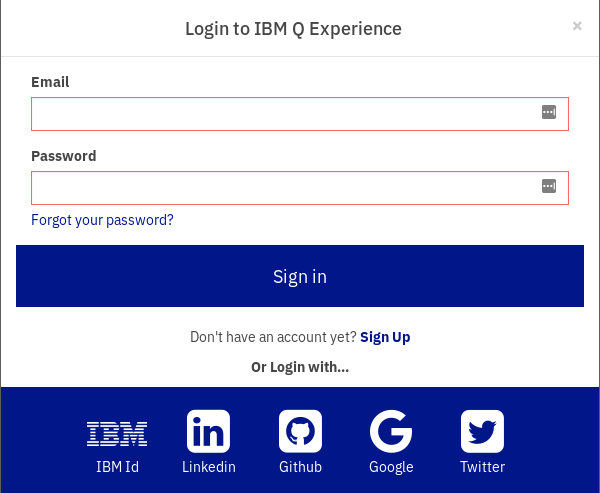 Login to IBM Q Experience
×
Email
Password
Forgot your password?
Sign in
Don't have an account yet? Sign Up
Or Login with...
IBM
in
G
IBM Id
Linkedin
Github
Google
Twitter